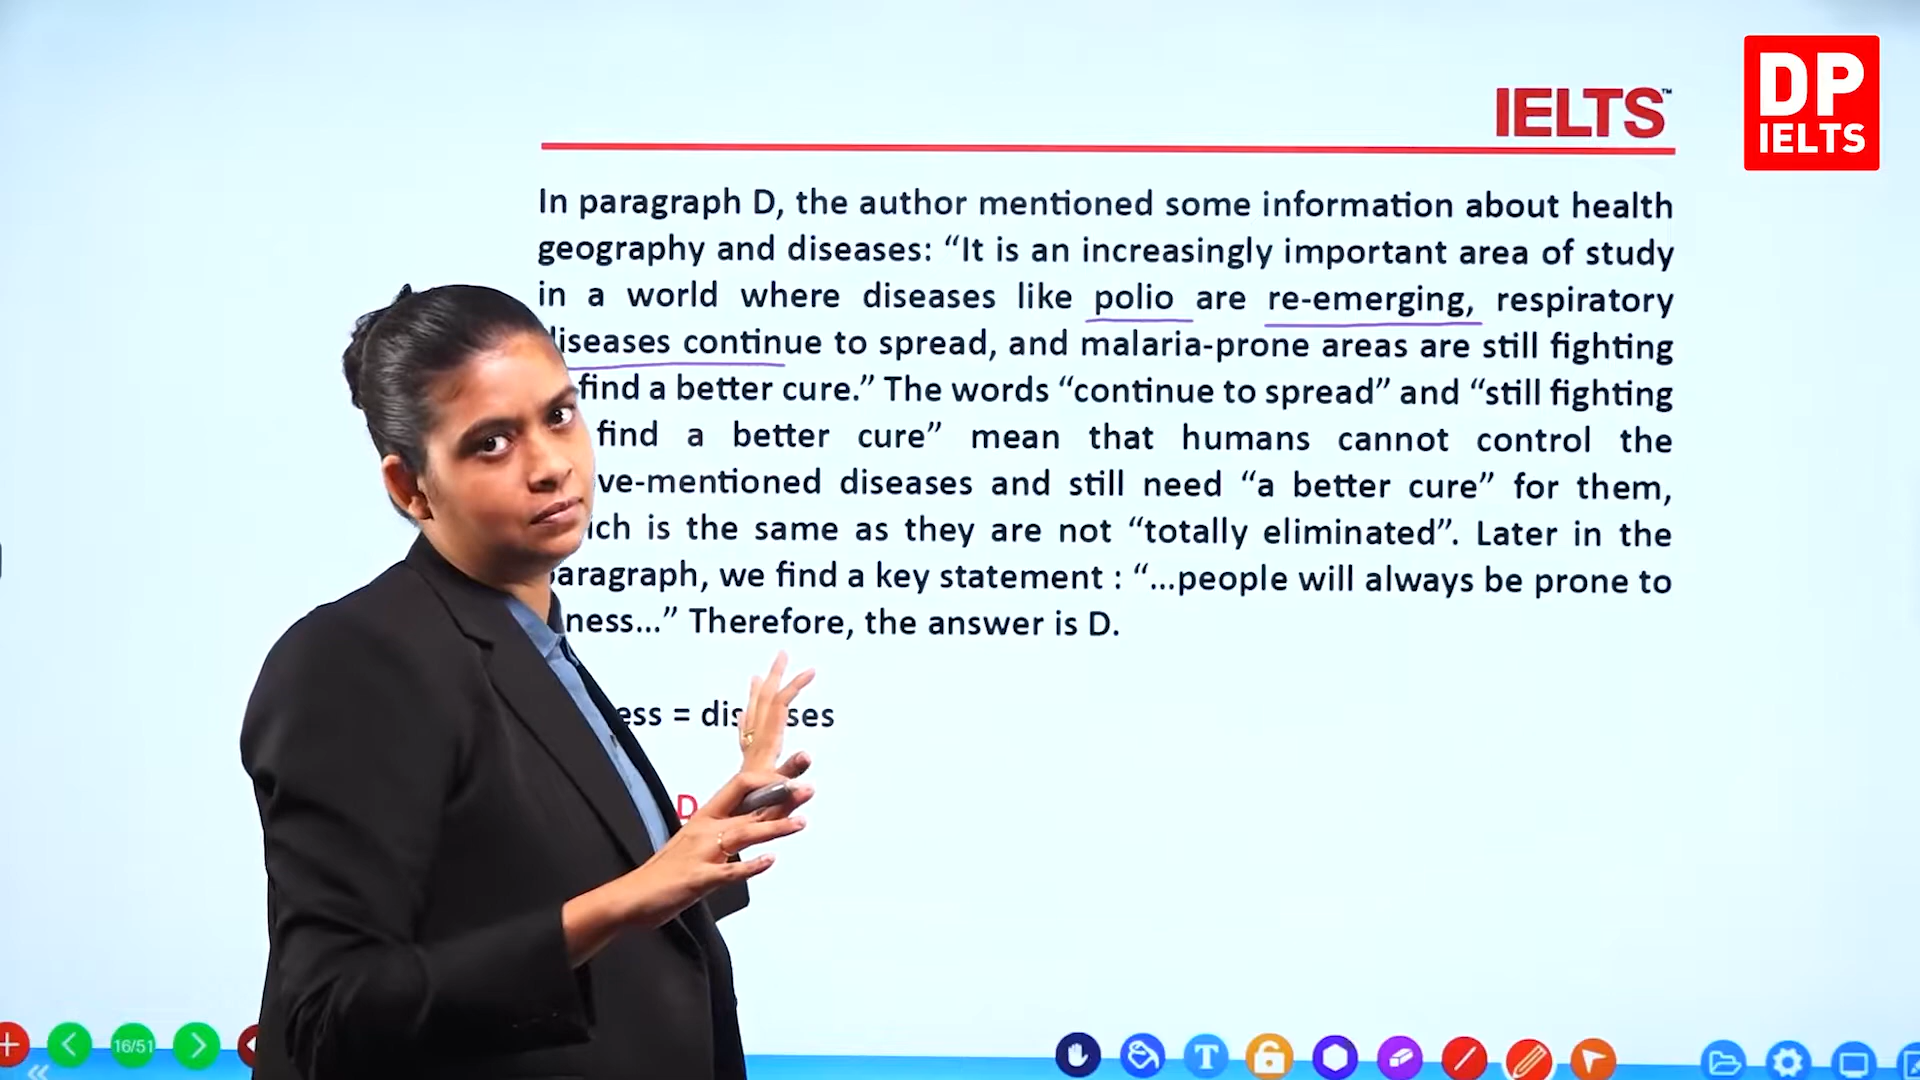 DP
IELTS
IELTS™
In paragraph D, the author mentioned some information about health
geography and diseases: “It is an increasingly important area of study
in a world where diseases like polio are re-emerging, respiratory
iseases continue to spread, and malaria-prone areas are still fighting
find a better cure.” The words “continue to spread” and “still fighting
find a better cure” mean that humans cannot control the
ve-mentioned diseases and still need “a better cure” for them,
ich is the same as they are not “totally eliminated”. Later in the
aragraph, we find a key statement : “...people will always be prone to
ness...” Therefore, the answer is D.
ess = dis ses
D
16/51
T